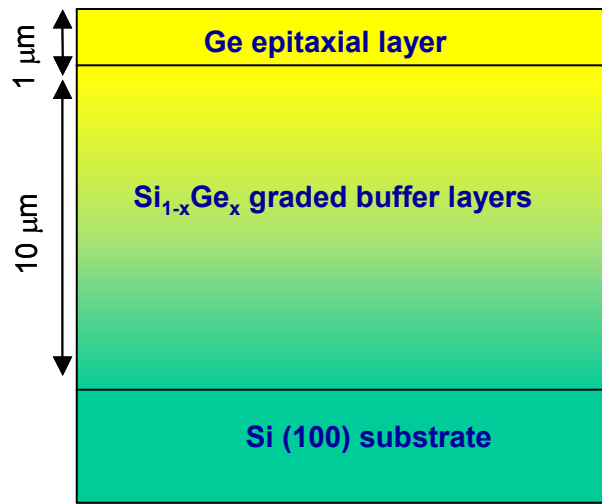 1 μm
Ge epitaxial layer
10 μm
Si1-xGex graded buffer layers
Si (100) substrate